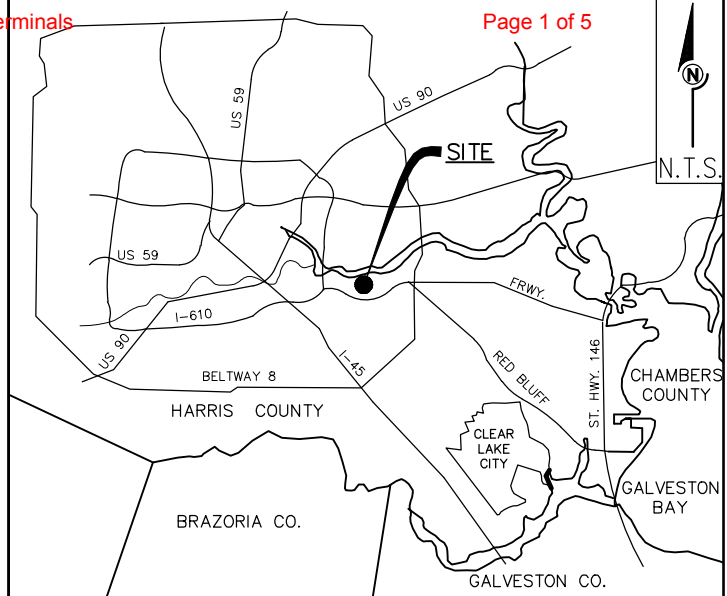 erminals
Page 1 of 5
N
N.T.S.
US 59
US 90
SITE
US 59
I-610
US 90
FRWY.
I-45
BELTWAY 8
RED BLUFF
ST. HWY. 146
CHAMBERS
COUNTY
HARRIS COUNTY
CLEAR
LAKE
CITY
GALVESTON
BAY
BRAZORIA CO.
GALVESTON CO.